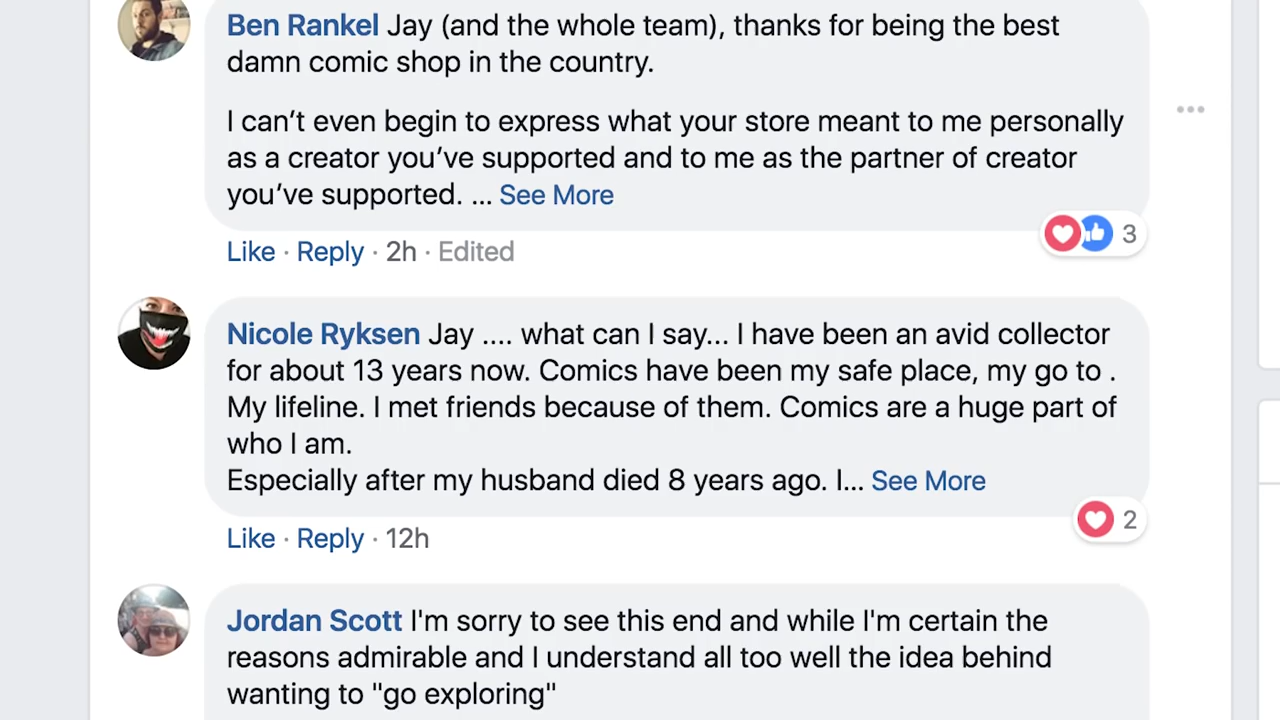 Ben Rankel Jay (and the whole team), thanks for being the best
damn comic shop in the country.
I can’t even begin to express what your store meant to me personally
as a creator you’ve supported and to me as the partner of creator
you’ve supported. ... See More
3
Like · Reply · 2h · Edited
Nicole Ryksen Jay .... what can I say... I have been an avid collector
for about 13 years now. Comics have been my safe place, my go to .
My lifeline. I met friends because of them. Comics are a huge part of
who I am.
Especially after my husband died 8 years ago. I... See More
2
Like · Reply · 12h
Jordan Scott I'm sorry to see this end and while I'm certain the
reasons admirable and I understand all too well the idea behind
wanting to "go exploring"